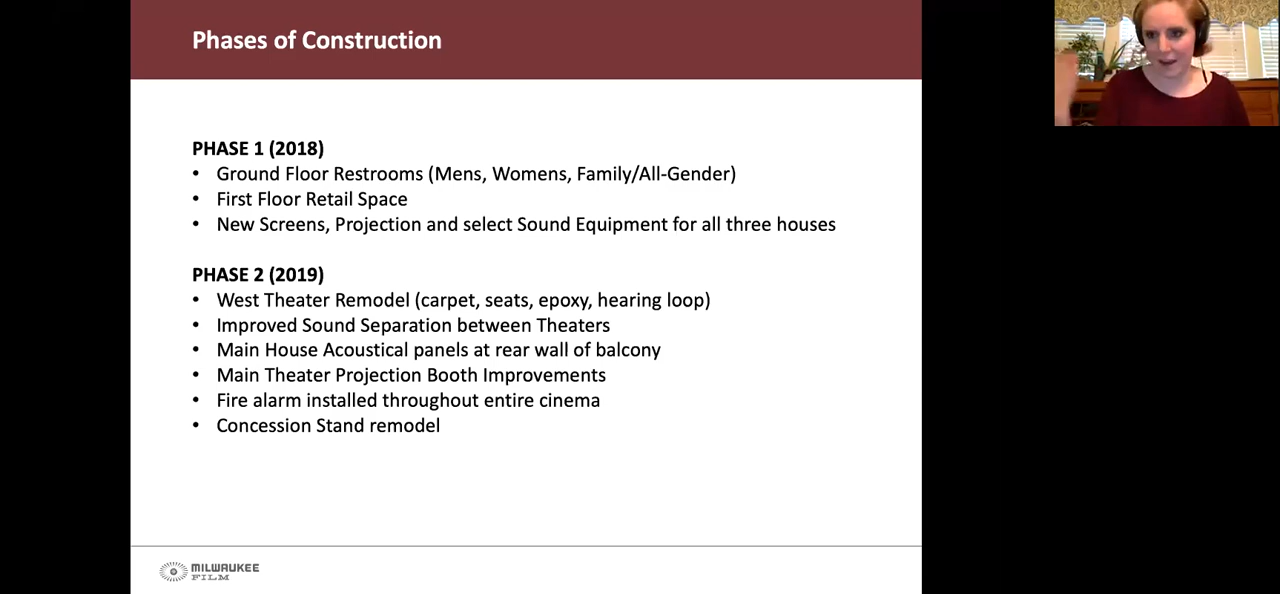 Phases of Construction
PHASE 1 (2018)
• Ground Floor Restrooms (Mens, Womens, Family/All-Gender)
• First Floor Retail Space
• New Screens, Projection and select Sound Equipment for all three houses
PHASE 2 (2019)
• West Theater Remodel (carpet, seats, epoxy, hearing loop)
• Improved Sound Separation between Theaters
• Main House Acoustical panels at rear wall of balcony
• Main Theater Projection Booth Improvements
• Fire alarm installed throughout entire cinema
• Concession Stand remodel
MILWAUKEE
FILM